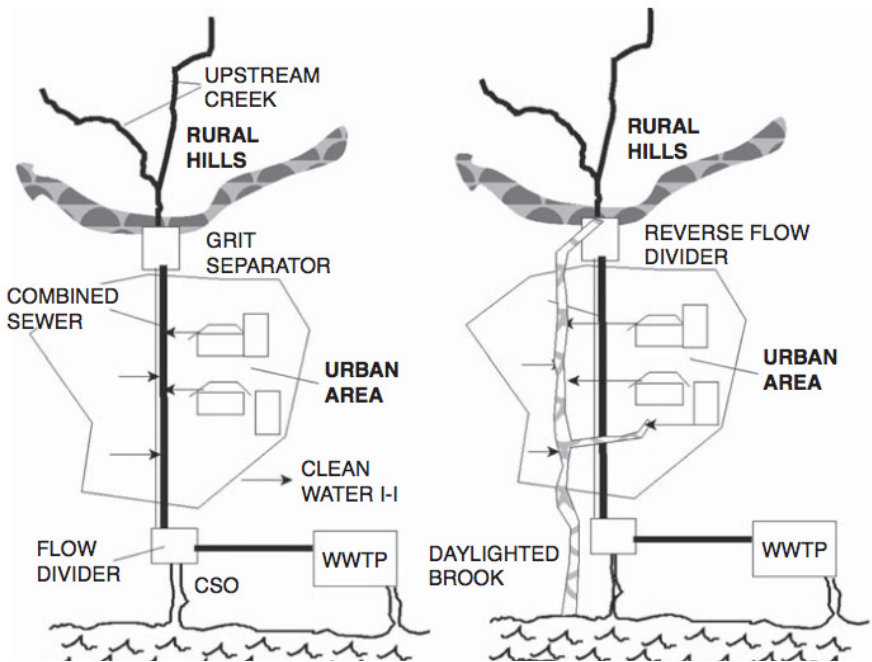 UPSTREAM
CREEK
RURAL
HILLS
GRIT
SEPARATOR
COMBINED
SEWER
URBAN
AREA
CLEAN
WATER I-I
FLOW
DIVIDER
WWTP
CSO
RURAL
HILLS
REVERSE FLOW
DIVIDER
URBAN
AREA
DAYLIGHTED
BROOK
WWTP